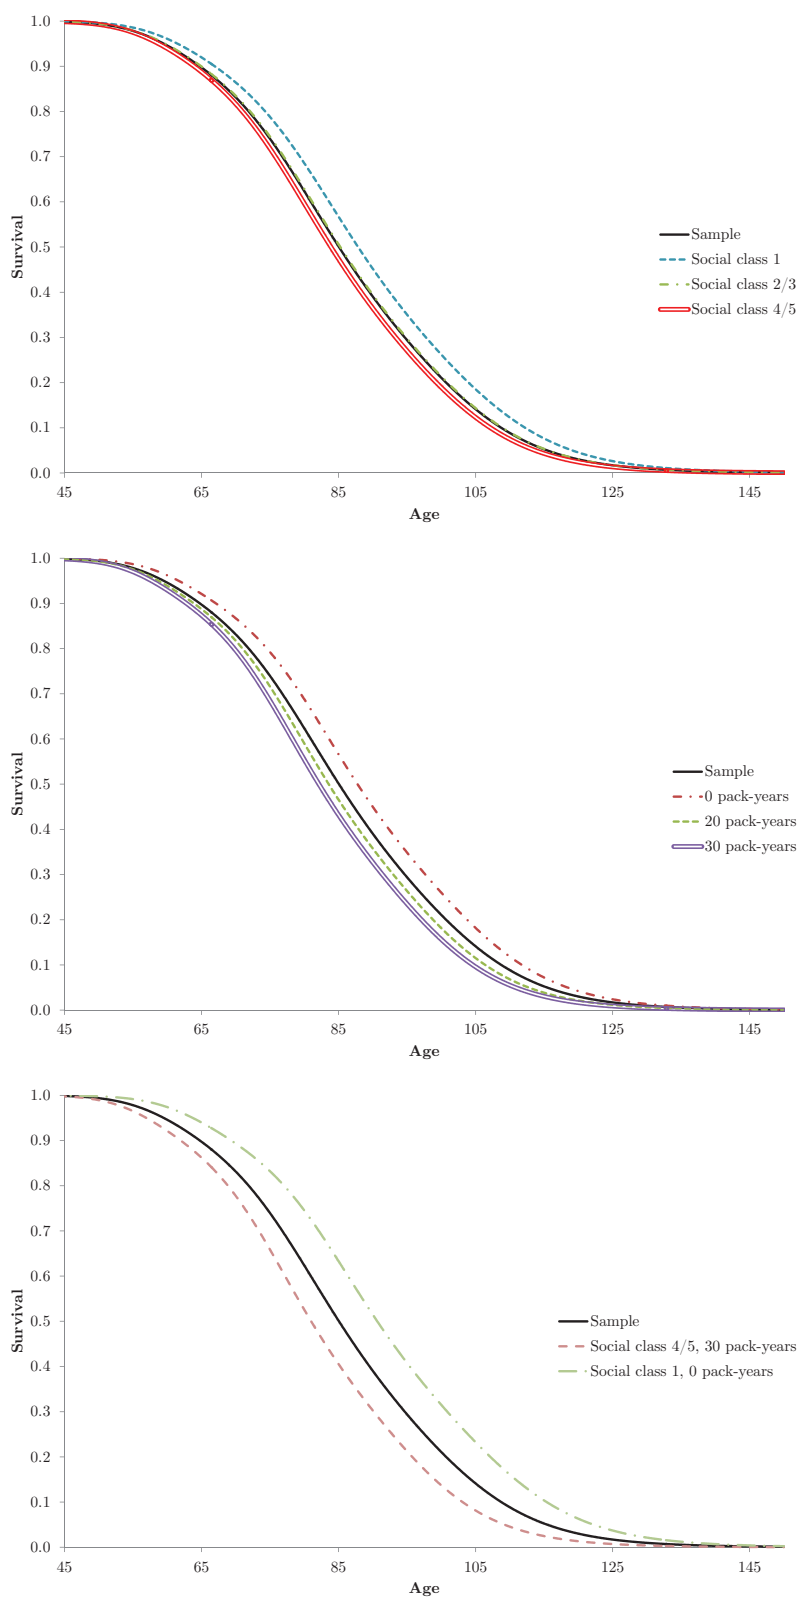 1.0
0.9
0.8
0.7
0.6
0.5
0.4
0.3
0.2
0.1
0.0
Survival
Sample
Social class 1
Social class 2/3
Social class 4/5
45 65 85 105 125 145
Age
1.0
0.9
0.8
0.7
0.6
0.5
0.4
0.3
0.2
0.1
0.0
Survival
Sample
0 pack-years
20 pack-years
30 pack-years
45 65 85 105 125 145
Age
1.0
0.9
0.8
0.7
0.6
0.5
0.4
0.3
0.2
0.1
0.0
Survival
Sample
Social class 4/5, 30 pack-years
Social class 1, 0 pack-years
45 65 85 105 125 145
Age